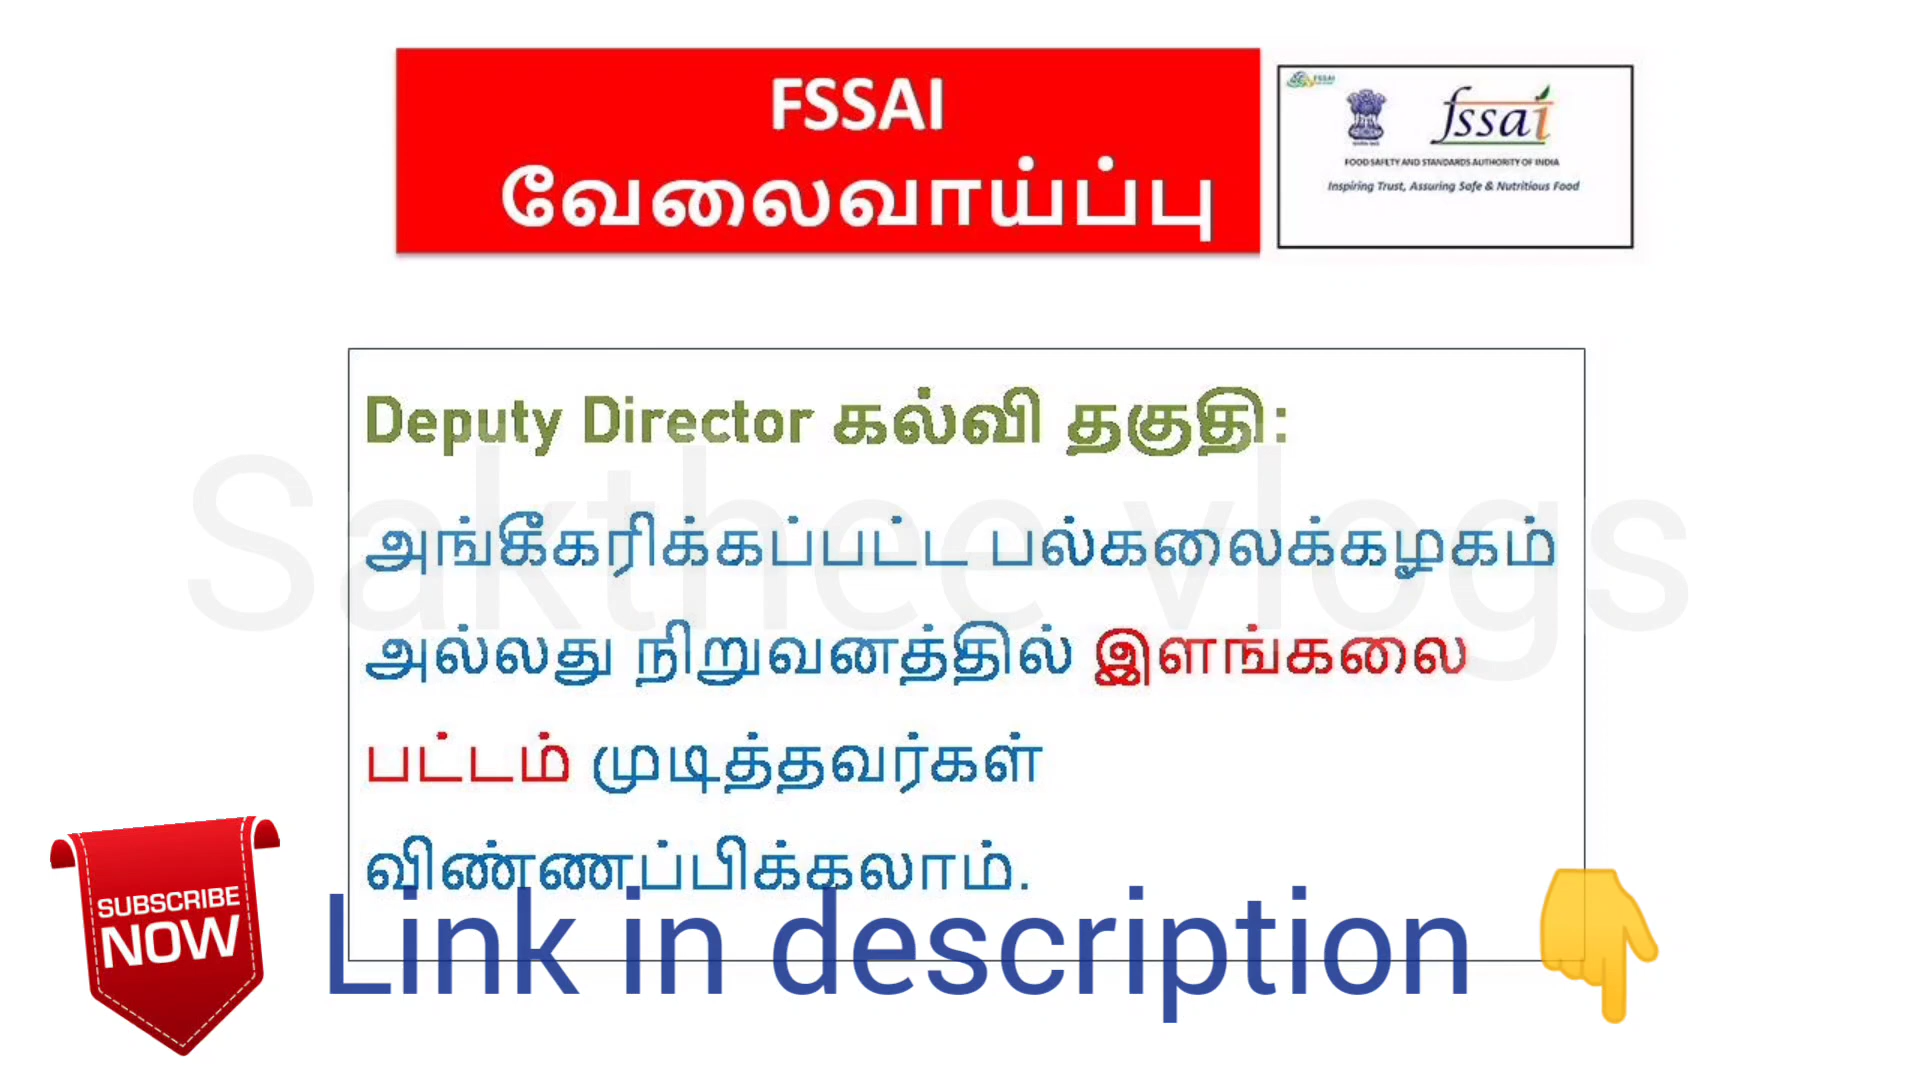 FSSAI
வேலைவாய்ப்பு
FSSAI
fssai
FOOD SAFETY AND STANDARDS AUTHORITY OF INDIA
Inspiring Trust, Assuring Safe & Nutritious Food
Deputy Director கல்வி தகுதி:
அங்கீகரிக்கப்பட்ட பல்கலைக்கழகம்
அல்லது நிறுவனத்தில் இளங்கலை
பட்டம் முடித்தவர்கள்
விண்ணப்பிக்கலாம்.
Sakthee vlogs
SUBSCRIBE
NOW
Link in description